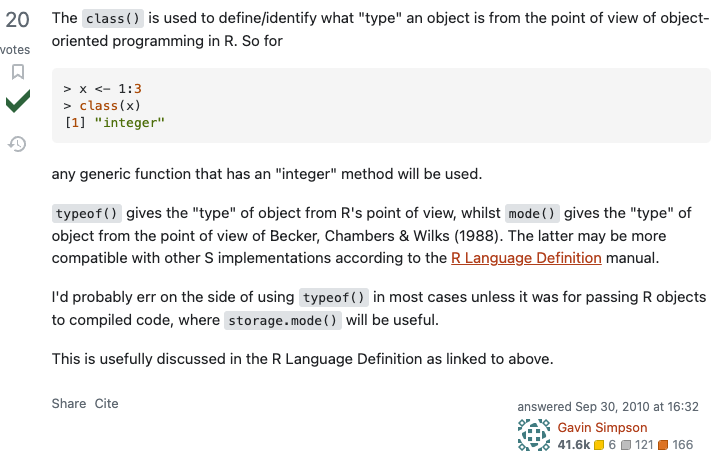 20
votes
The class() is used to define/identify what "type" an object is from the point of view of object-
oriented programming in R. So for
> x <- 1:3
> class(x)
[1] "integer"
any generic function that has an "integer" method will be used.
typeof() gives the "type" of object from R's point of view, whilst mode() gives the "type" of
object from the point of view of Becker, Chambers & Wilks (1988). The latter may be more
compatible with other S implementations according to the R Language Definition manual.
I'd probably err on the side of using typeof() in most cases unless it was for passing R objects
to compiled code, where storage.mode() will be useful.
This is usefully discussed in the R Language Definition as linked to above.
Share Cite
answered Sep 30, 2010 at 16:32
Gavin Simpson
41.6k 6 121 166